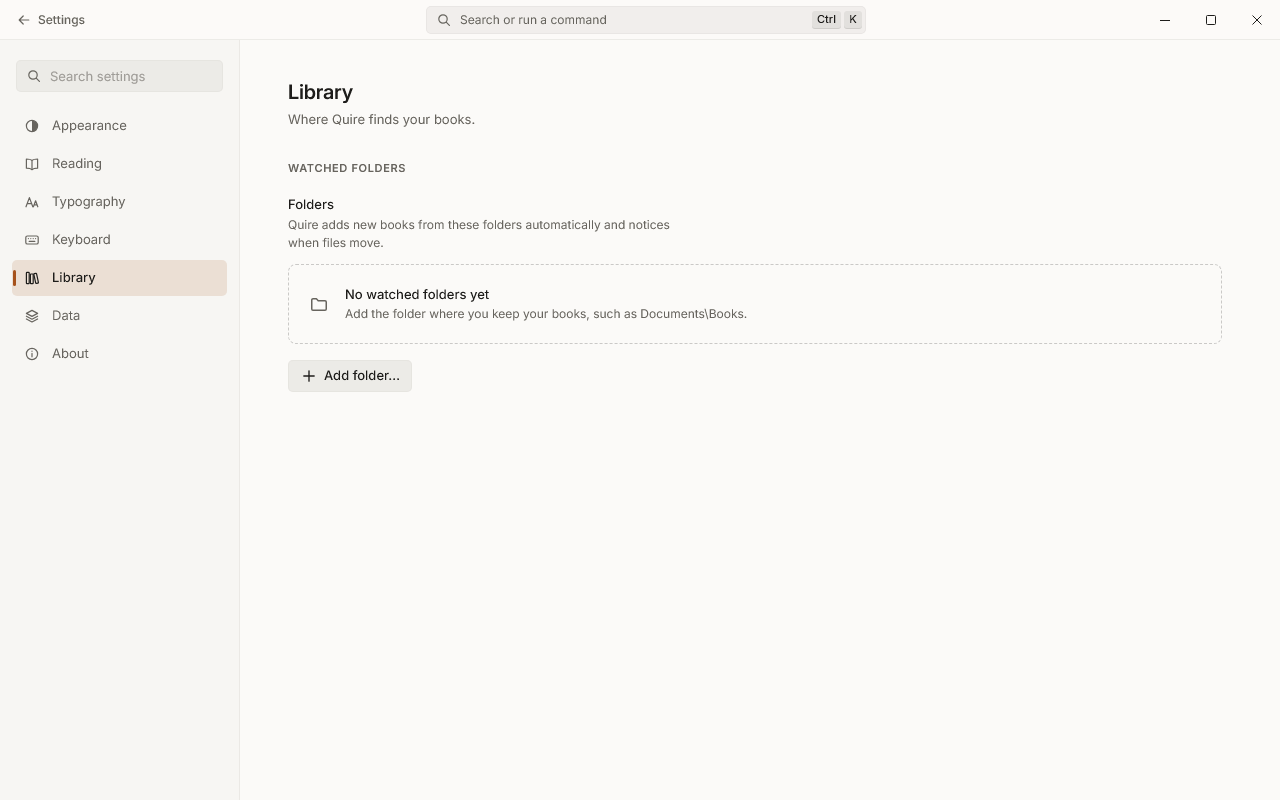 Settings
Search or run a command
Ctrl K
Search settings
Appearance
Reading
Typography
Keyboard
Library
Data
About
Library
Where Quire finds your books.
WATCHED FOLDERS
Folders
Quire adds new books from these folders automatically and notices
when files move.
No watched folders yet
Add the folder where you keep your books, such as Documents\Books.
Add folder...